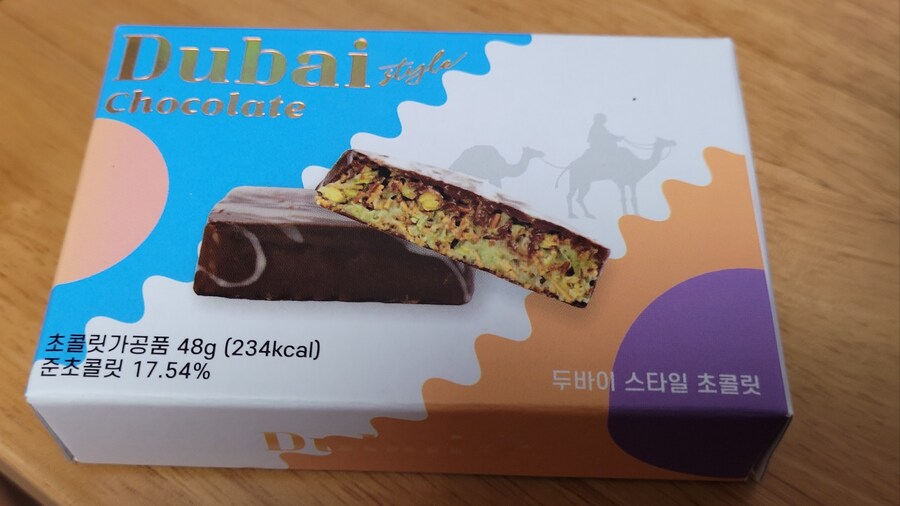 Dubai style
Chocolate
초콜릿가공품 48g (234kcal)
준초콜릿 17.54%
두바이 스타일 초콜릿